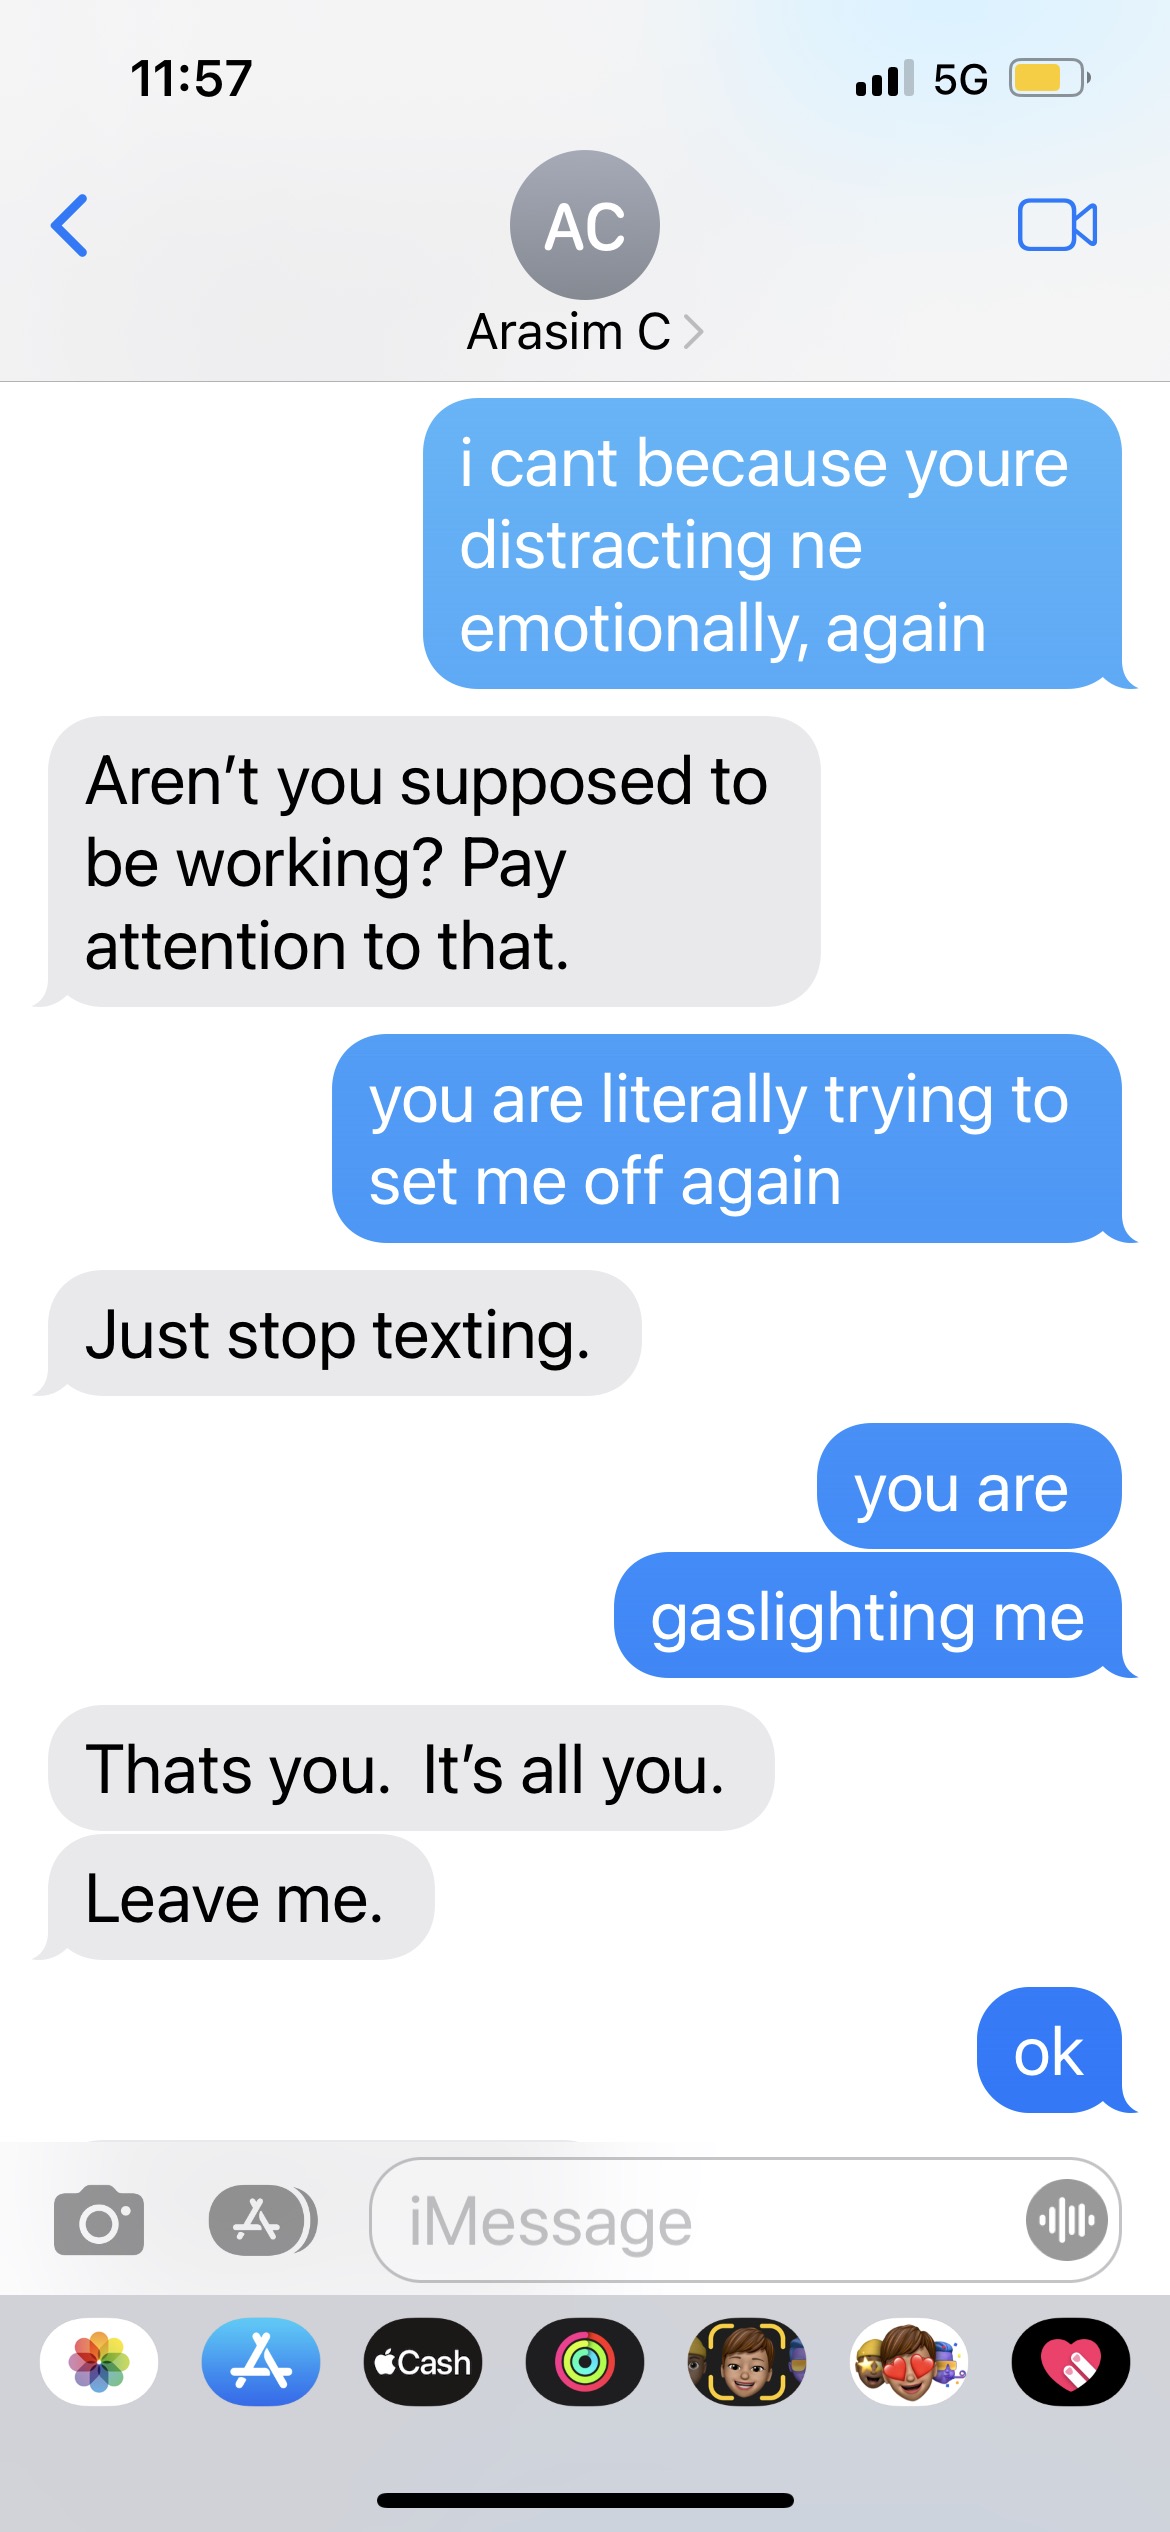 11:57
5G
AC
Arasim C
i cant because youre
distracting ne
emotionally, again
Aren’t you supposed to
be working? Pay
attention to that.
you are literally trying to
set me off again
Just stop texting.
you are
gaslighting me
Thats you.  It’s all you.
Leave me.
ok
iMessage
Cash